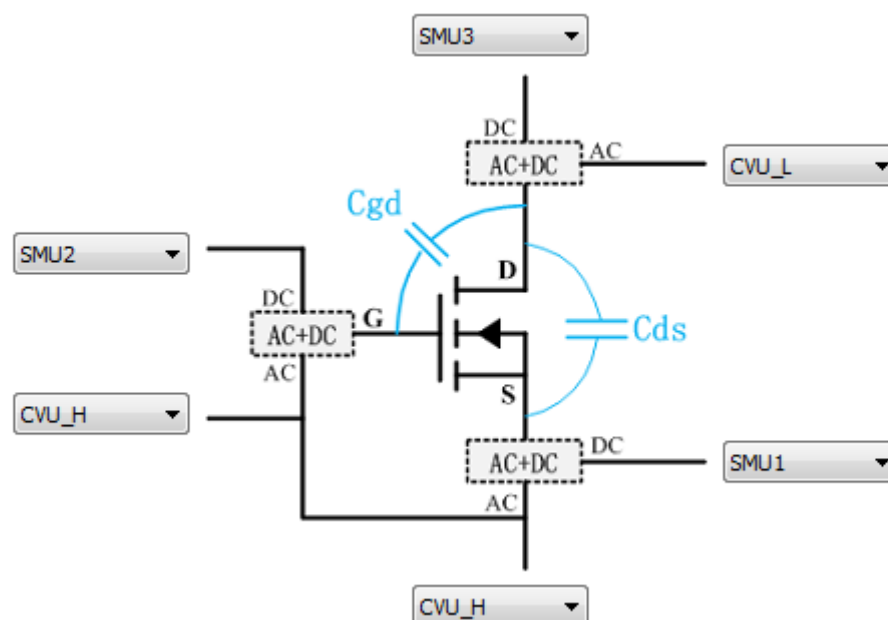 SMU3
DC
AC+DC
AC
CVU_L
Cgd
SMU2
D
DC
G
AC+DC
Cds
AC
S
CVU_H
AC+DC
DC
SMU1
AC
CVU_H